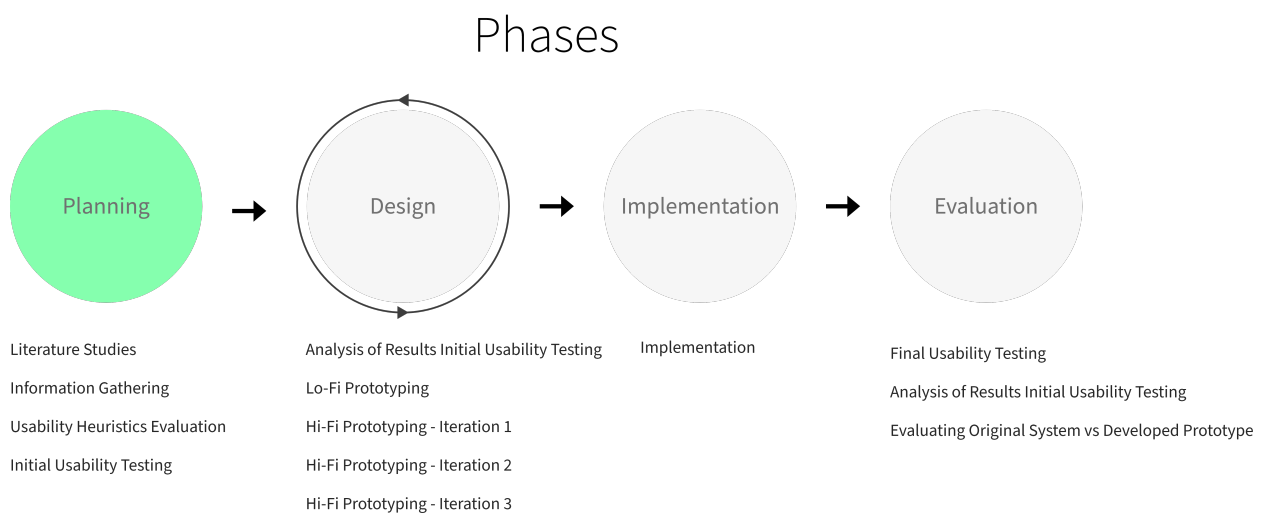 Phases
Planning
Design
Implementation
Evaluation
Literature Studies
Information Gathering
Usability Heuristics Evaluation
Initial Usability Testing
Analysis of Results Initial Usability Testing
Lo-Fi Prototyping
Hi-Fi Prototyping - Iteration 1
Hi-Fi Prototyping - Iteration 2
Hi-Fi Prototyping - Iteration 3
Implementation
Final Usability Testing
Analysis of Results Initial Usability Testing
Evaluating Original System vs Developed Prototype